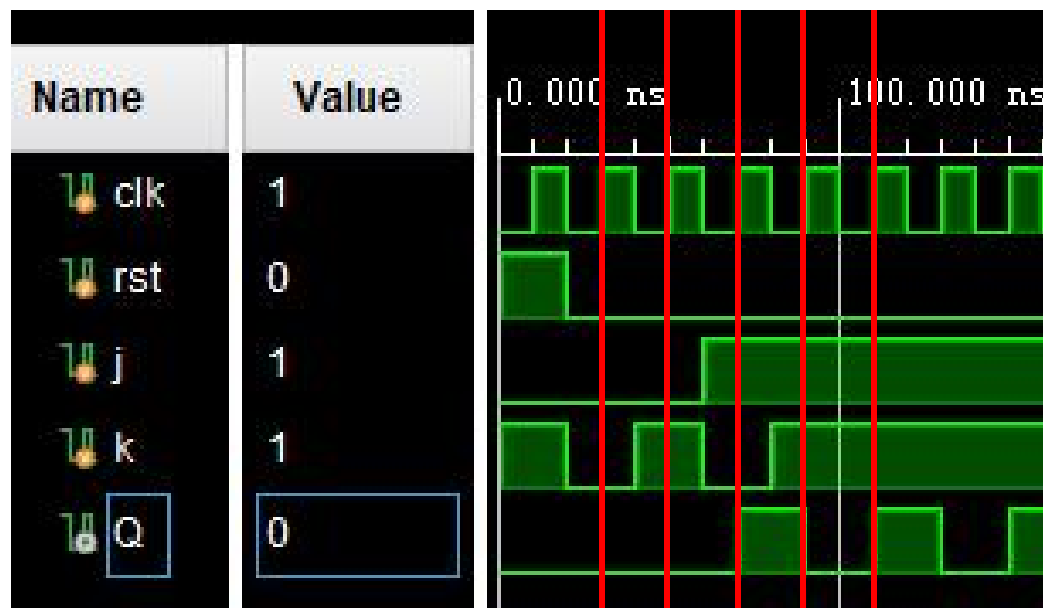 Name Value
0.000 ns 100.000 ns
clk 1
rst 0
j 1
k 1
Q 0